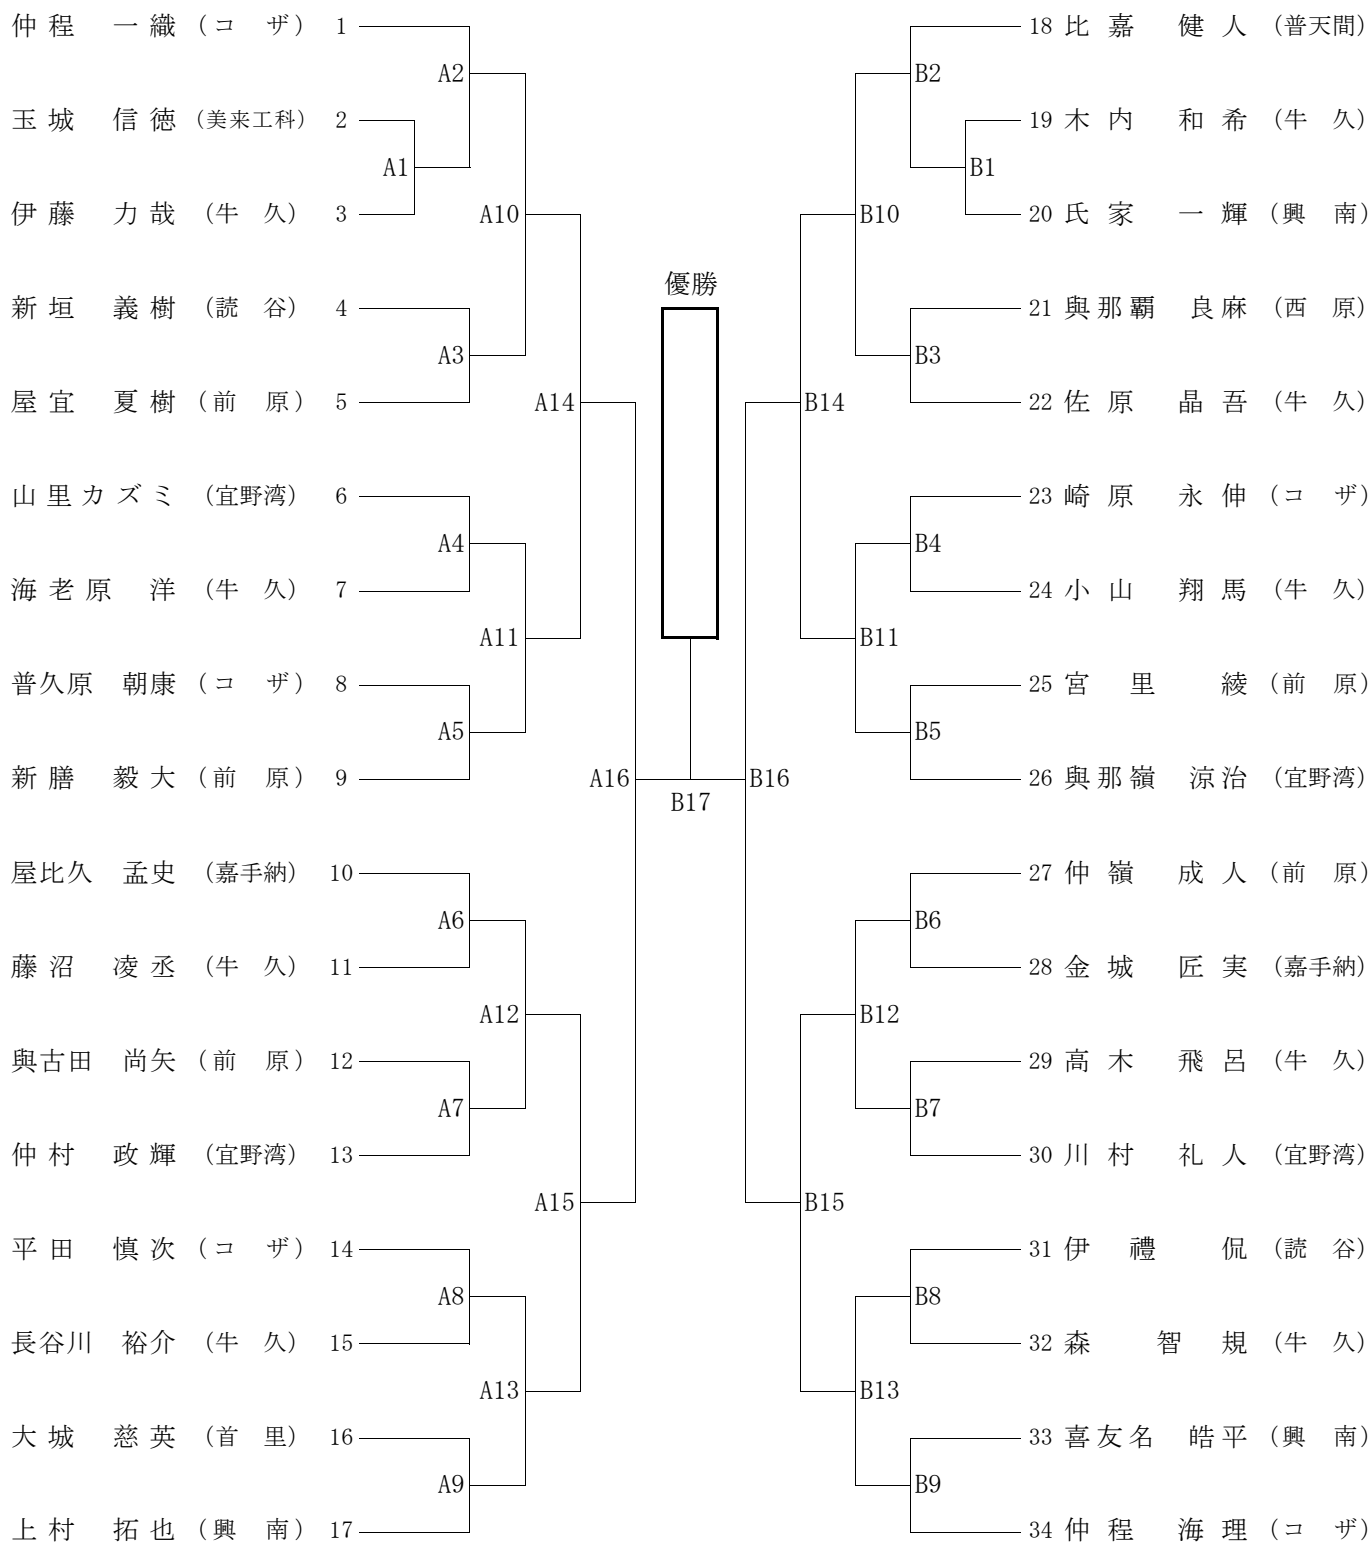 仲程　一織（コ　ザ） 1
A2
玉城　信徳（美来工科） 2
A1
伊藤　力哉（牛　久） 3
A10
新垣　義樹（読　谷） 4
A3
屋宜　夏樹（前　原） 5
A14
山里カズミ（宜野湾） 6
A4
海老原　洋（牛　久） 7
A11
普久原　朝康（コ　ザ） 8
A5
新膳　毅大（前　原） 9
A16
屋比久　孟史（嘉手納） 10
A6
藤沼　凌丞（牛　久） 11
A12
與古田　尚矢（前　原） 12
A7
仲村　政輝（宜野湾） 13
A15
平田　慎次（コ　ザ） 14
A8
長谷川　裕介（牛　久） 15
A13
大城　慈英（首　里） 16
A9
上村　拓也（興　南） 17
優勝
B17
18 比嘉　健人（普天間）
B2
19 木内　和希（牛　久）
B1
20 氏家　一輝（興　南）
B10
21 與那覇　良麻（西　原）
B3
22 佐原　晶吾（牛　久）
B14
23 崎原　永伸（コ　ザ）
B4
24 小山　翔馬（牛　久）
B11
25 宮里　綾（前　原）
B5
26 與那嶺　涼治（宜野湾）
B16
27 仲嶺　成人（前　原）
B6
28 金城　匠実（嘉手納）
B12
29 高木　飛呂（牛　久）
B7
30 川村　礼人（宜野湾）
B15
31 伊禮　侃（読　谷）
B8
32 森　智規（牛　久）
B13
33 喜友名　皓平（興　南）
B9
34 仲程　海理（コ　ザ）